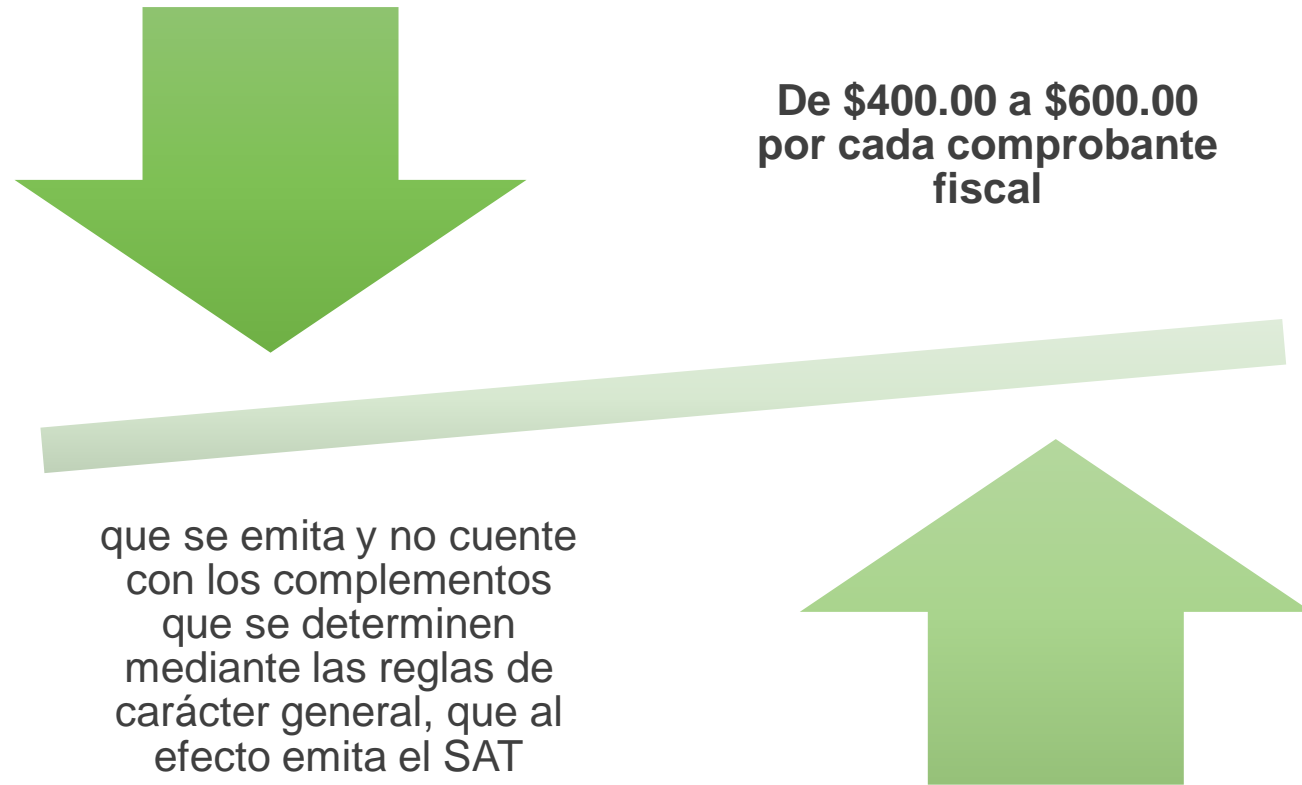 De $400.00 a $600.00
por cada comprobante
fiscal
que se emita y no cuente
con los complementos
que se determinen
mediante las reglas de
carácter general, que al
efecto emita el SAT